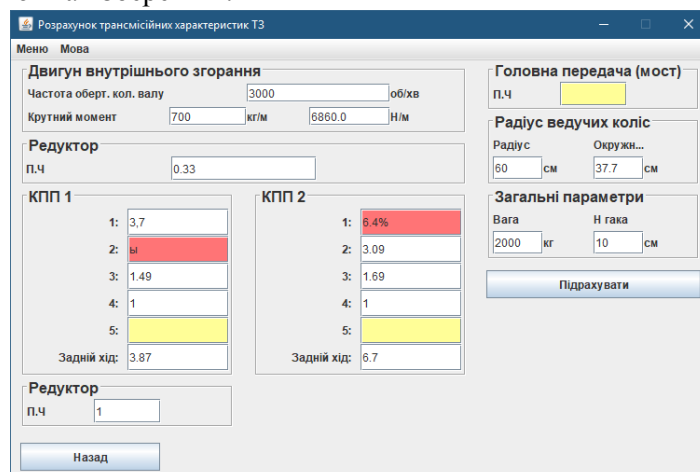 Розрахунок трансмісійних характеристик ТЗ
Меню Мова
Двигун внутрішнього згорання
Частота оберт. кол. валу 3000 об/хв
Крутний момент 700 кг/м 6860.0 Н/м
Редуктор
П.Ч 0.33
КПП 1
1: 3,7
2: ы
3: 1.49
4: 1
5:
Задній хід: 3.87
КПП 2
1: 6.4%
2: 3.09
3: 1.69
4: 1
5:
Задній хід: 6.7
Редуктор
П.Ч 1
Назад
Головна передача (мост)
П.Ч
Радіус ведучих коліс
Радіус Окружн...
60 см 37.7 см
Загальні параметри
Вага Н гака
2000 кг 10 см
Підрахувати